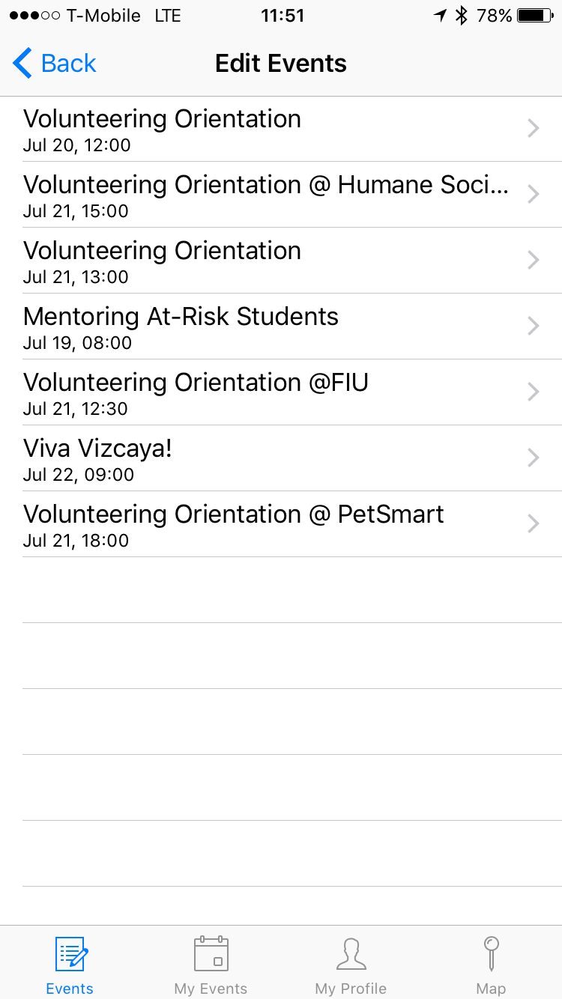 T-Mobile LTE 11:51 78%
Back Edit Events
Volunteering Orientation
Jul 20, 12:00
Volunteering Orientation @ Humane Soci...
Jul 21, 15:00
Volunteering Orientation
Jul 21, 13:00
Mentoring At-Risk Students
Jul 19, 08:00
Volunteering Orientation @FIU
Jul 21, 12:30
Viva Vizcaya!
Jul 22, 09:00
Volunteering Orientation @ PetSmart
Jul 21, 18:00
Events My Events My Profile Map